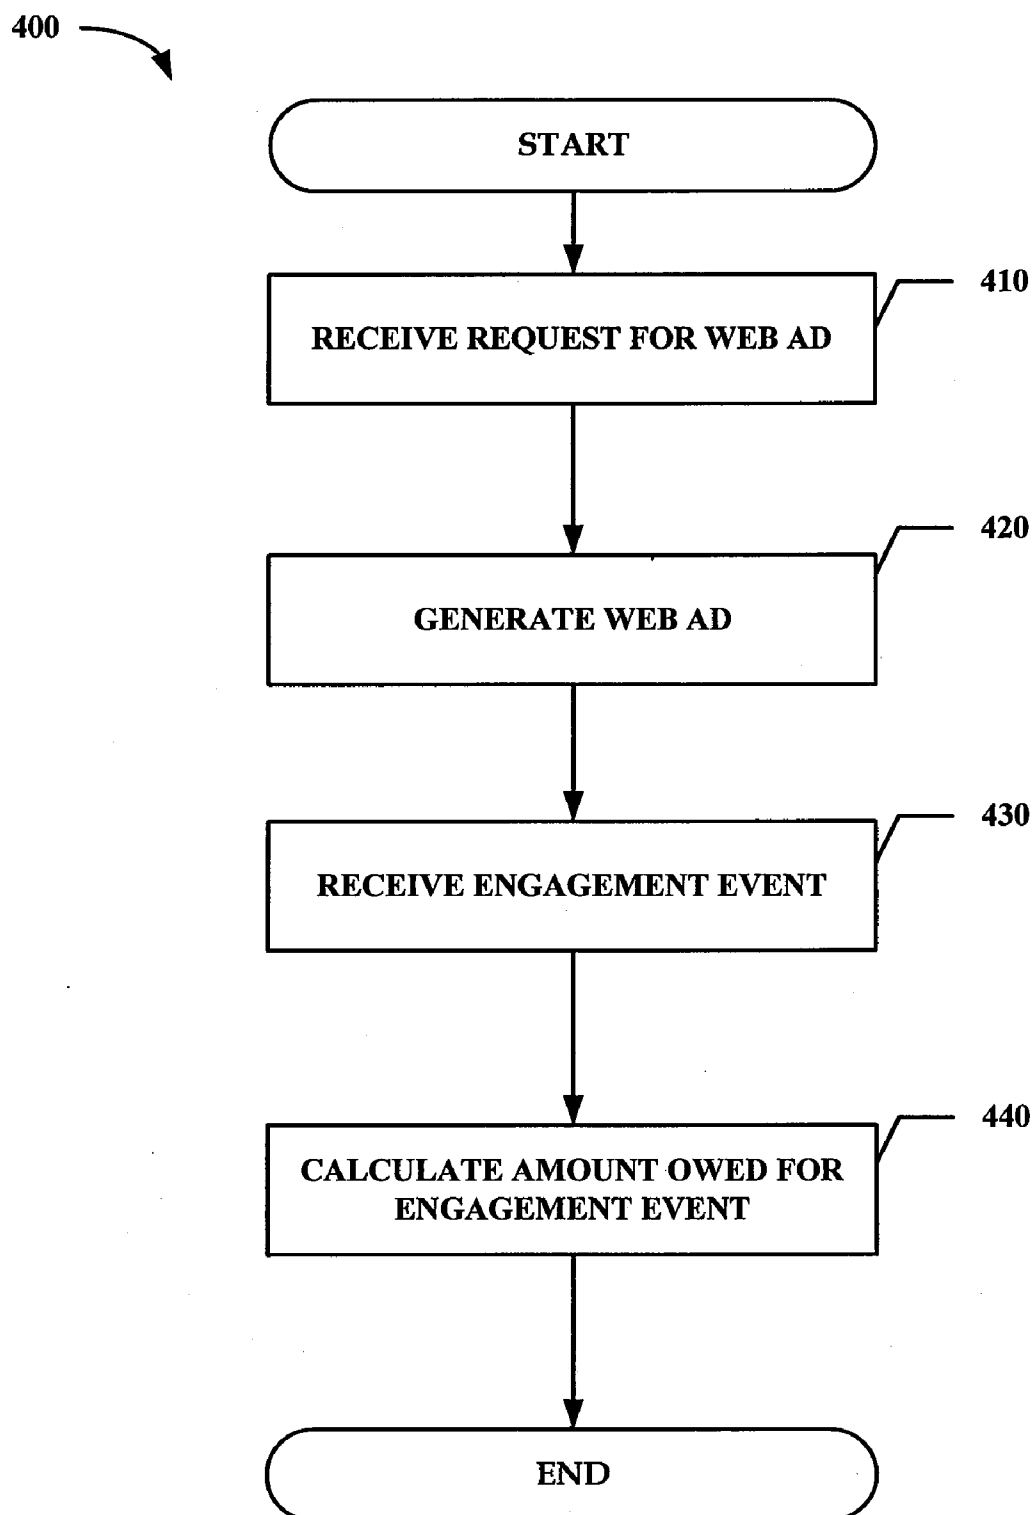 400
START
410
RECEIVE REQUEST FOR WEB AD
420
GENERATE WEB AD
430
RECEIVE ENGAGEMENT EVENT
440
CALCULATE AMOUNT OWED FOR
ENGAGEMENT EVENT
END